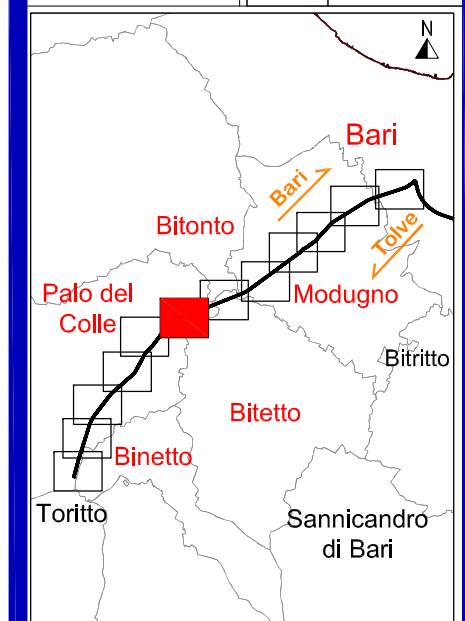 N
Bari
Bari
Tolve
Bitonto
Palo del
Colle
Modugno
Bitritto
Bitetto
Binetto
Toritto
Sannicandro
di Bari